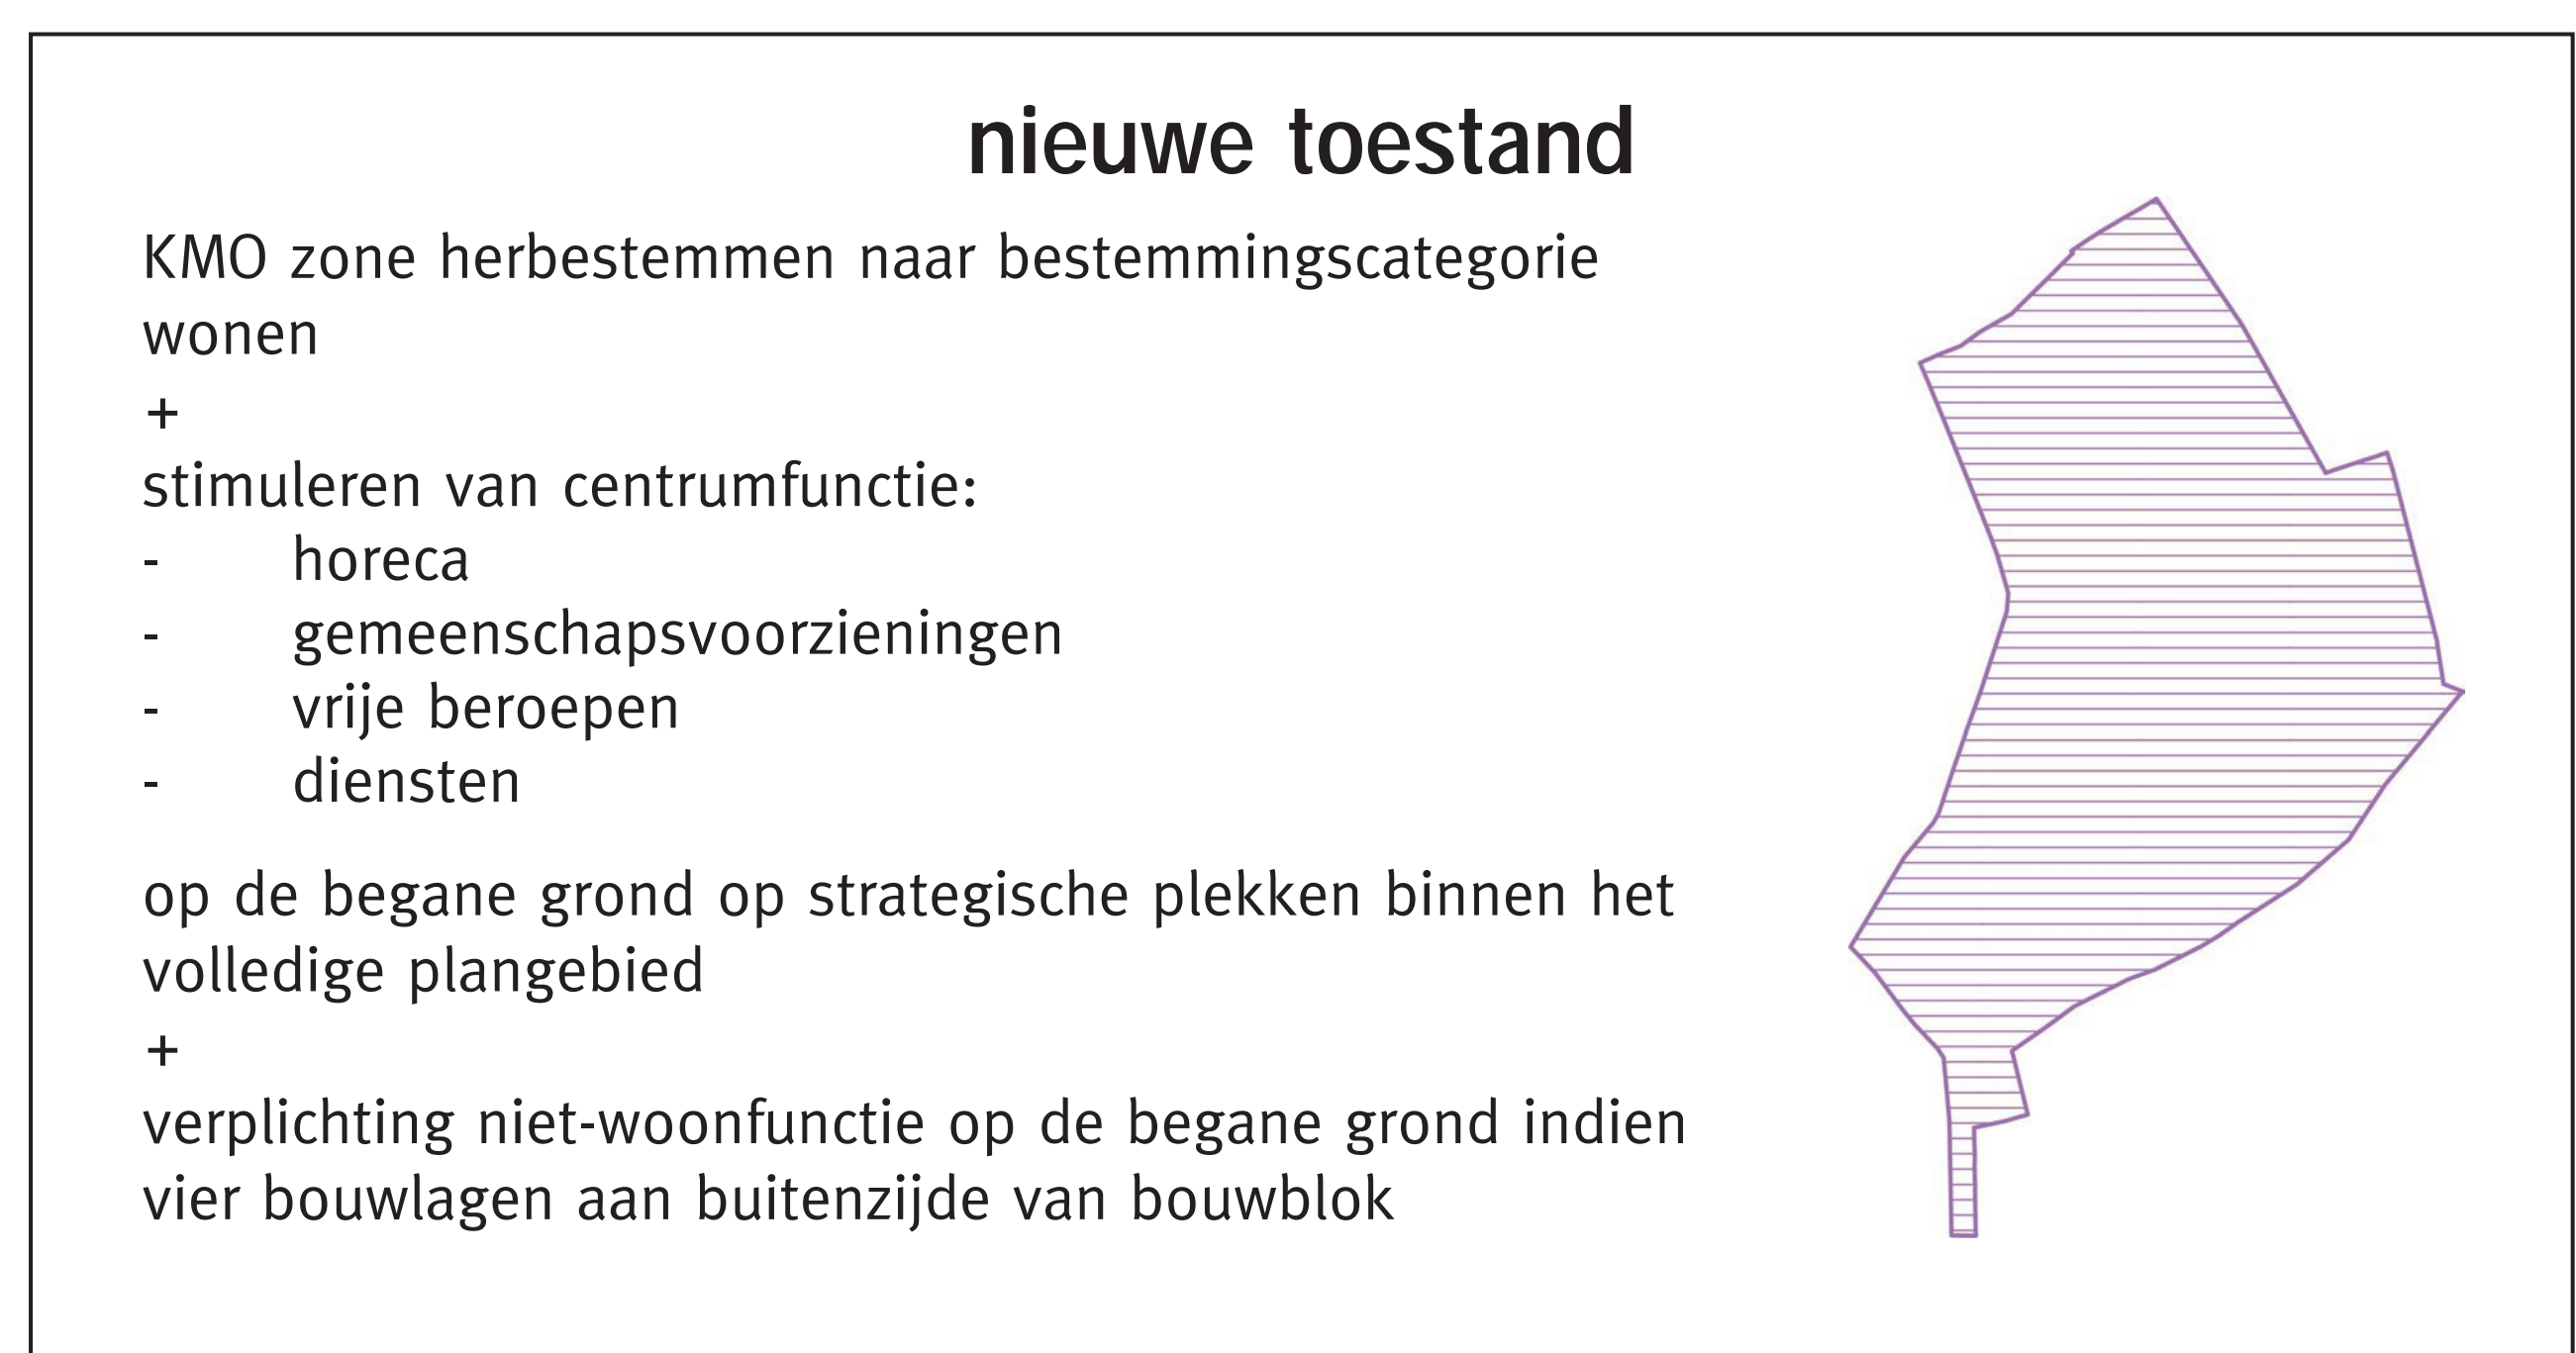 nieuwe toestand
KMO zone herbestemmen naar bestemmingscategorie
wonen
+
stimuleren van centrumfunctie:
- horeca
- gemeenschapsvoorzieningen
- vrije beroepen
- diensten
op de begane grond op strategische plekken binnen het
volledige plangebied
+
verplichting niet-woonfunctie op de begane grond indien
vier bouwlagen aan buitenzijde van bouwblok